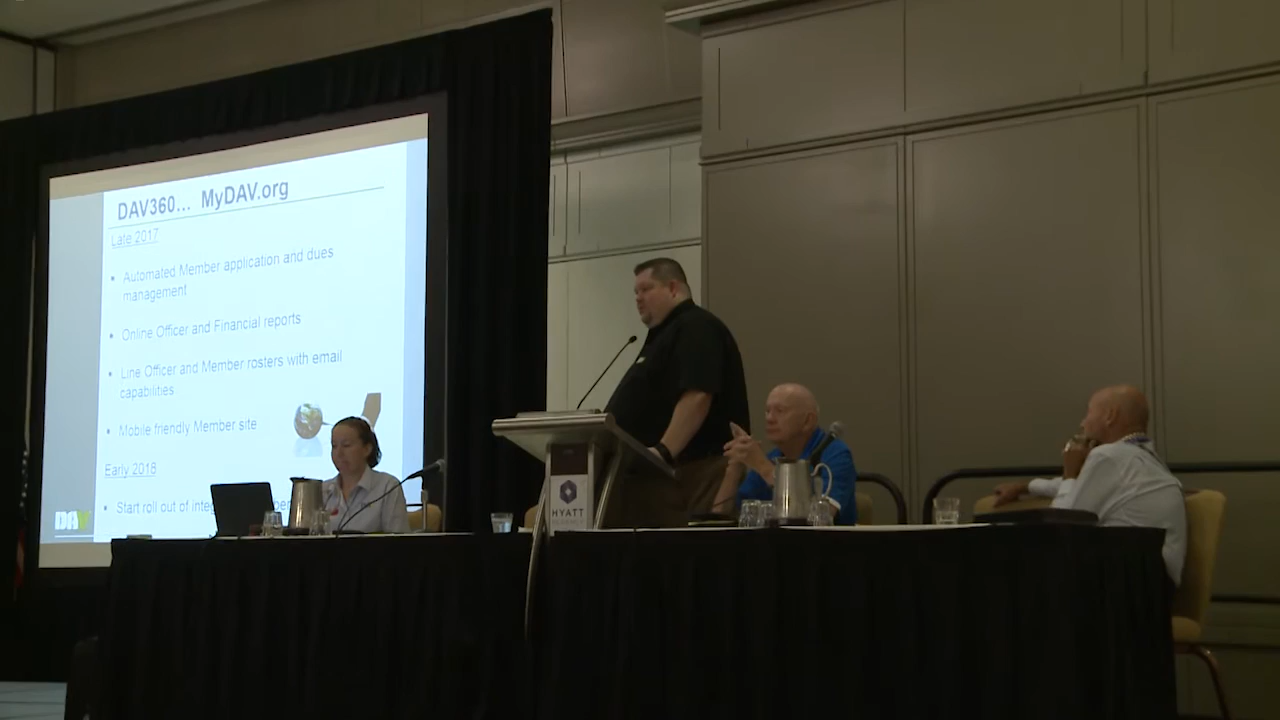 DAV360... MyDAV.org
Late 2017
▪ Automated Member application and dues
management
▪ Online Officer and Financial reports
▪ Line Officer and Member rosters with email
capabilities
▪ Mobile friendly Member site
Early 2018
▪ Start roll out of
DAV
HYATT
REGENCY